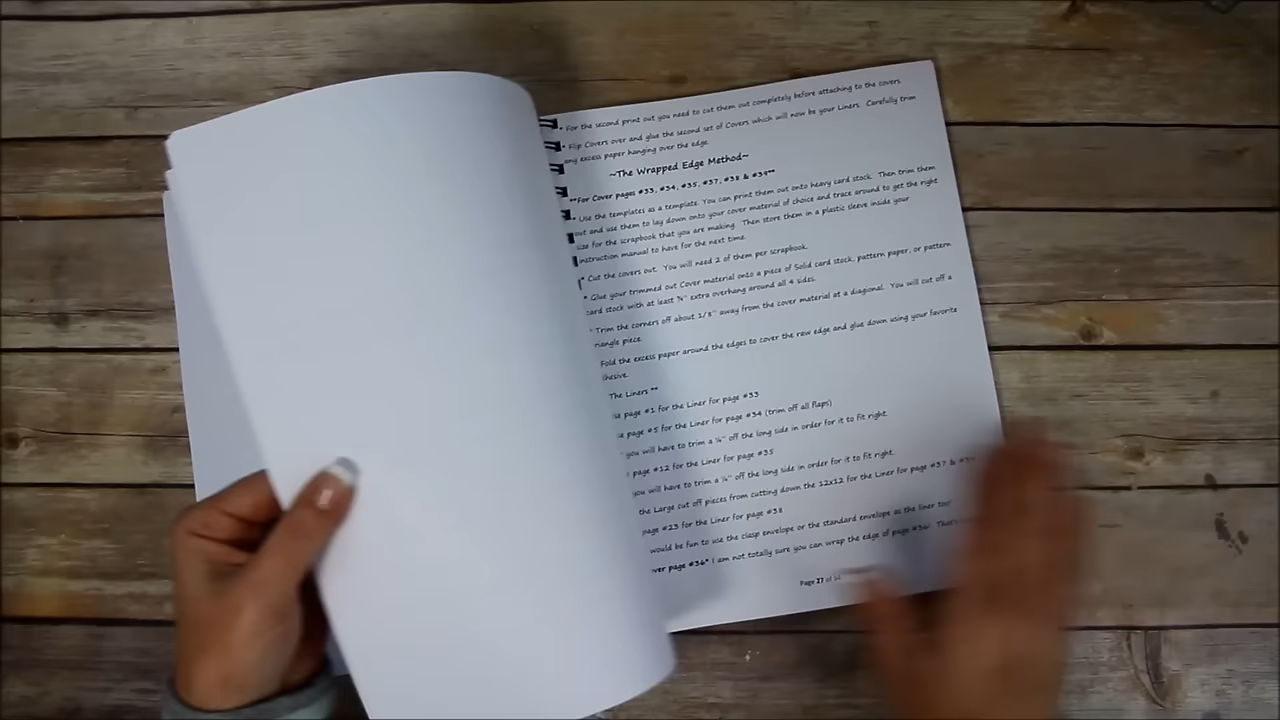 * For the second print out you need to cut them out completely before attaching to the covers
* Flip Covers over and glue the second set of Covers which will now be your Liners. Carefully trim
any excess paper hanging over the edge.
~The Wrapped Edge Method~
**For Cover pages #33, #34, #35, #37, #38 & #39**
* Use the templates as a template. You can print them out onto heavy card stock. Then trim them
out and use them to lay down onto your cover material of choice and trace around to get the right
size for the scrapbook that you are making. Then store them in a plastic sleeve inside your
instruction manual to have for the next time.
* Cut the covers out. You will need 2 of them per scrapbook.
* Glue your trimmed out Cover material onto a piece of Solid card stock, pattern paper, or pattern
card stock with at least ¾" extra overhang around all 4 sides.
* Trim the corners off about 1/8" away from the cover material at a diagonal. You will cut off a
riangle piece.
Fold the excess paper around the edges to cover the raw edge and glue down using your favorite
dhesive.
The Liners **
se page #1 for the Liner for page #33
se page #5 for the Liner for page #34 (trim off all flaps)
you will have to trim a ¼" off the long side in order for it to fit right.
page #12 for the Liner for page #35
you will have to trim a ¼" off the long side in order for it to fit right.
the Large cut off pieces from cutting down the 12x12 for the Liner for page #37 &
page #23 for the Liner for page #38
would be fun to use the clasp envelope or the standard envelope as the liner too!
ver page #36* I am not totally sure you can wrap the edge of page #36! That's
Page 27 of